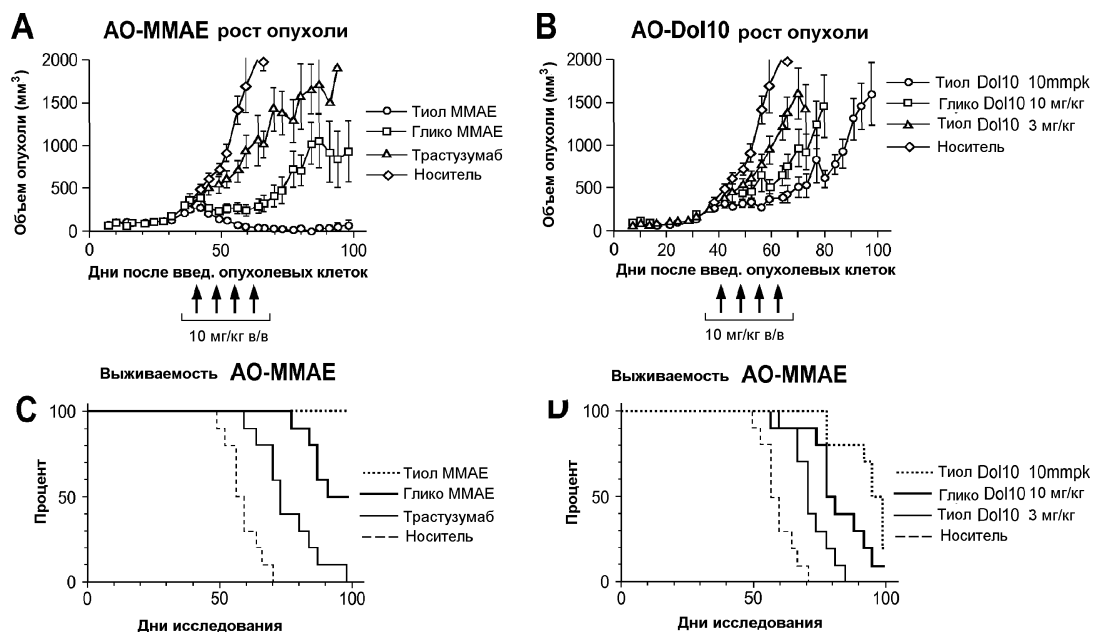 A
AO-MMAE рост опухоли
Объем опухоли (мм³)
2000
1500
1000
500
0
0
50
100
Дни после введ. опухолевых клеток
10 мг/кг в/в
Тиол MMAE
Глико MMAE
Трастузумаб
Носитель
B
AO-Dol10 рост опухоли
Объем опухоли (мм³)
2000
1500
1000
500
0
0
20
40
60
80
100
Дни после введ. опухолевых клеток
10 мг/кг в/в
Тиол Dol10 10mmpk
Глико Dol10 10 мг/кг
Тиол Dol10 3 мг/кг
Носитель
C
Выживаемость AO-MMAE
Процент
100
50
0
0
50
100
Дни исследования
Тиол MMAE
Глико MMAE
Трастузумаб
Носитель
D
Выживаемость AO-MMAE
Процент
100
50
0
0
50
100
Дни исследования
Тиол Dol10 10mmpk
Глико Dol10 10 мг/кг
Тиол Dol10 3 мг/кг
Носитель